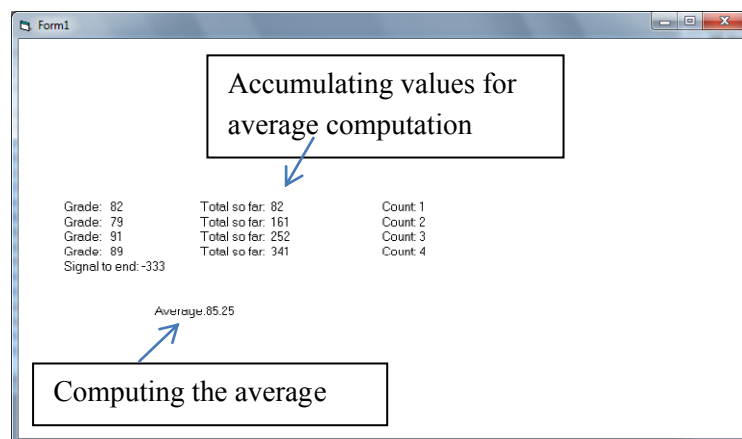 Form1
Accumulating values for
average computation
Grade: 82 Total so far: 82 Count: 1
Grade: 79 Total so far: 161 Count: 2
Grade: 91 Total so far: 252 Count: 3
Grade: 89 Total so far: 341 Count: 4
Signal to end: -333
Average:85.25
Computing the average